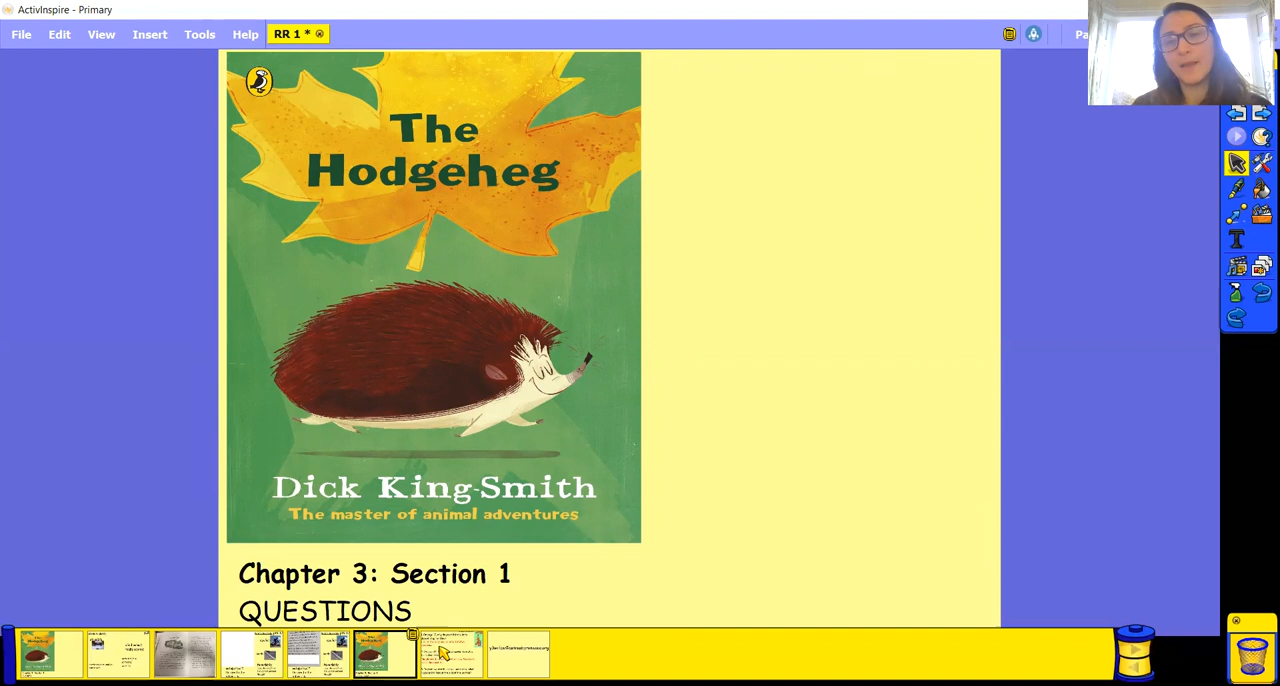 ActivInspire - Primary
File Edit View Insert Tools Help RR 1 * Pa
The
Hodgeheg
Dick King-Smith
The master of animal adventures
Chapter 3: Section 1
QUESTIONS